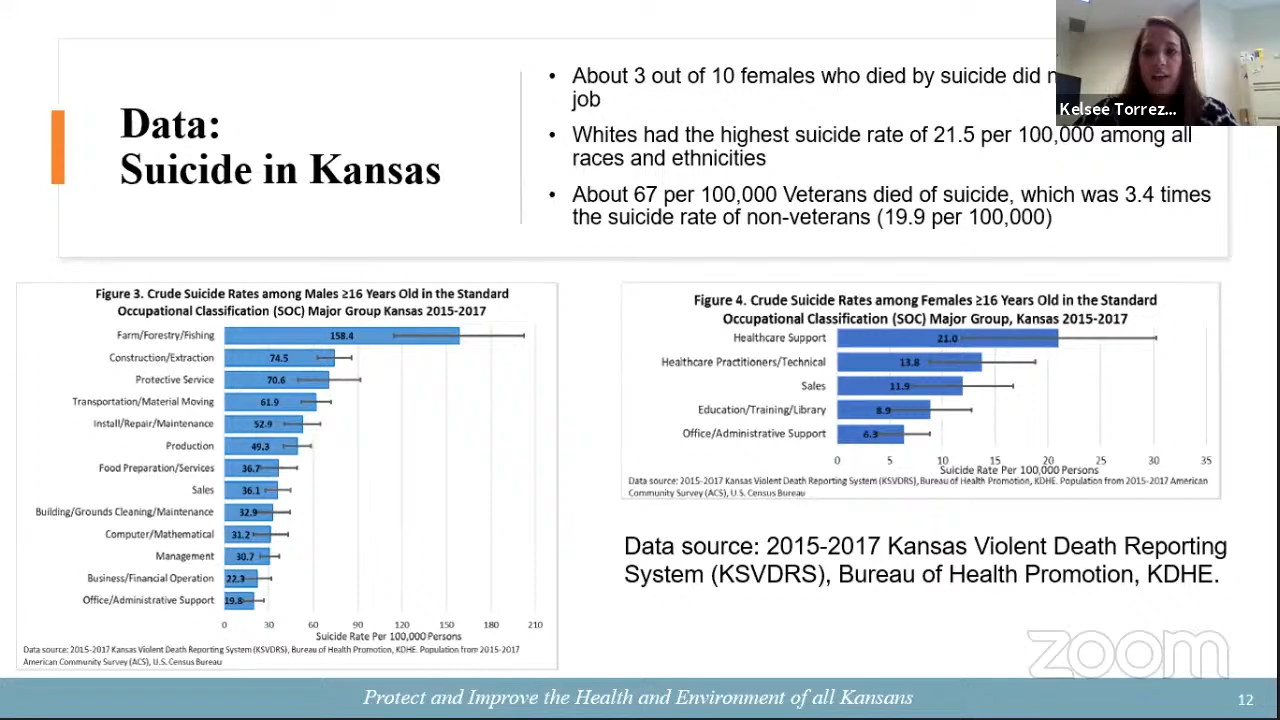 Data:
Suicide in Kansas
• About 3 out of 10 females who died by suicide did
job
• Whites had the highest suicide rate of 21.5 per 100,000 among all
races and ethnicities
• About 67 per 100,000 Veterans died of suicide, which was 3.4 times
the suicide rate of non-veterans (19.9 per 100,000)
Kelsee Torrez...
Figure 3. Crude Suicide Rates among Males ≥16 Years Old in the Standard
Occupational Classification (SOC) Major Group Kansas 2015-2017
Farm/Forestry/Fishing 158.4
Construction/Extraction 74.5
Protective Service 70.6
Transportation/Material Moving 61.9
Install/Repair/Maintenance 52.9
Production 49.3
Food Preparation/Services 36.7
Sales 36.1
Building/Grounds Cleaning/Maintenance 32.9
Computer/Mathematical 31.2
Management 30.7
Business/Financial Operation 22.3
Office/Administrative Support 19.8
0 30 60 90 120 150 180 210
Suicide Rate Per 100,000 Persons
Data source: 2015-2017 Kansas Violent Death Reporting System (KSVDRS), Bureau of Health Promotion, KDHE. Population from 2015-2017
American Community Survey (ACS), U.S. Census Bureau
Figure 4. Crude Suicide Rates among Females ≥16 Years Old in the Standard
Occupational Classification (SOC) Major Group, Kansas 2015-2017
Healthcare Support 21.0
Healthcare Practitioners/Technical 13.8
Sales 11.9
Education/Training/Library 8.9
Office/Administrative Support 6.3
0 5 10 15 20 25 30 35
Suicide Rate Per 100,000 Persons
Data source: 2015-2017 Kansas Violent Death Reporting System (KSVDRS), Bureau of Health Promotion, KDHE. Population from 2015-2017 American
Community Survey (ACS), U.S. Census Bureau
Data source: 2015-2017 Kansas Violent Death Reporting
System (KSVDRS), Bureau of Health Promotion, KDHE.
zoom
Protect and Improve the Health and Environment of all Kansans
12